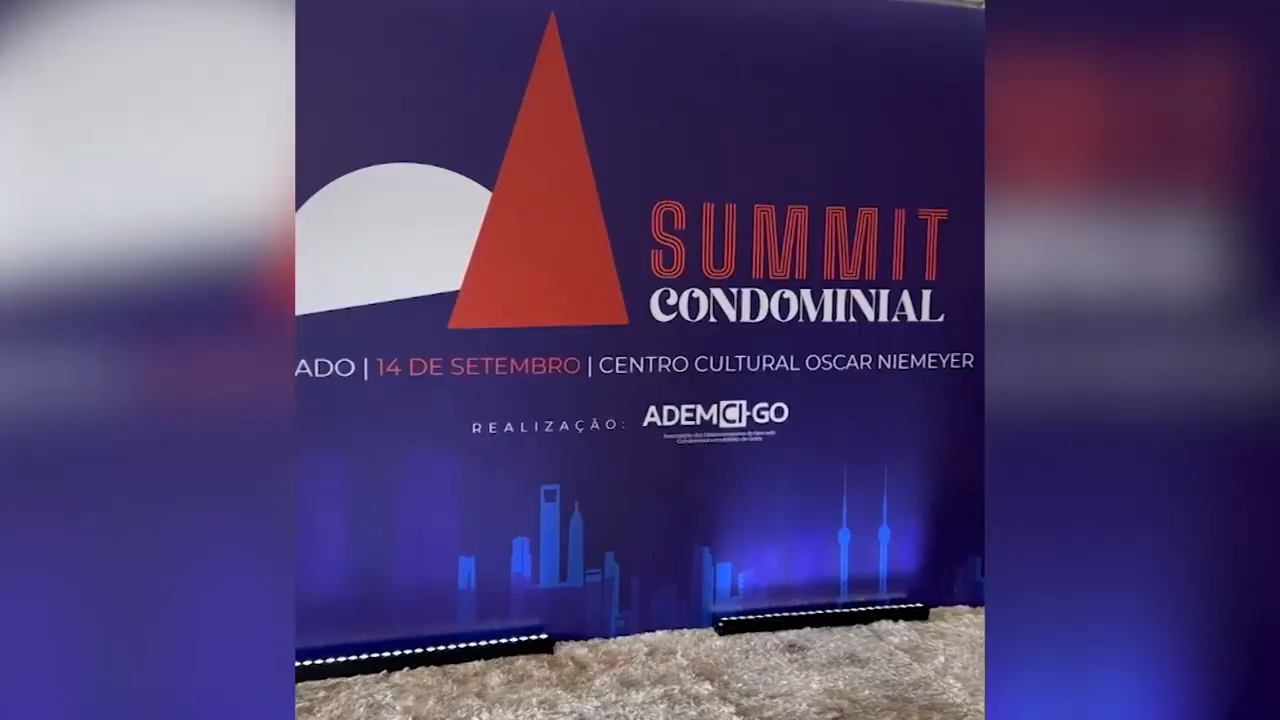 SUMMIT
CONDOMINIAL
ADO | 14 DE SETEMBRO | CENTRO CULTURAL OSCAR NIEMEYER
REALIZAÇÃO: ADEMCI-GO